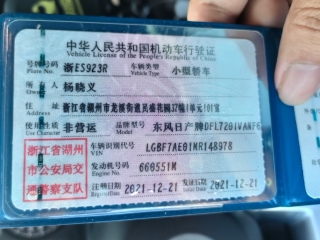 中华人民共和国机动车行驶证
Vehicle License of the People's Republic of China
号牌号码 浙ES923R 车辆类型 小型轿车
Plate No. Vehicle Type
所有人 杨晓义
Owner
住址 浙江省湖州市龙溪街道吴盛花园37幢1单元101室
Address
使用性质 非营运 品牌型号 东风日产牌DFL7201VANF6
Use Character Model
浙江省湖州市公安局交通警察支队
车辆识别代号 LGBF7AE01NR148978
VIN
发动机号码 660551M
Engine No.
注册日期 2021-12-21 发证日期 2021-12-21
Register Date Issue Date